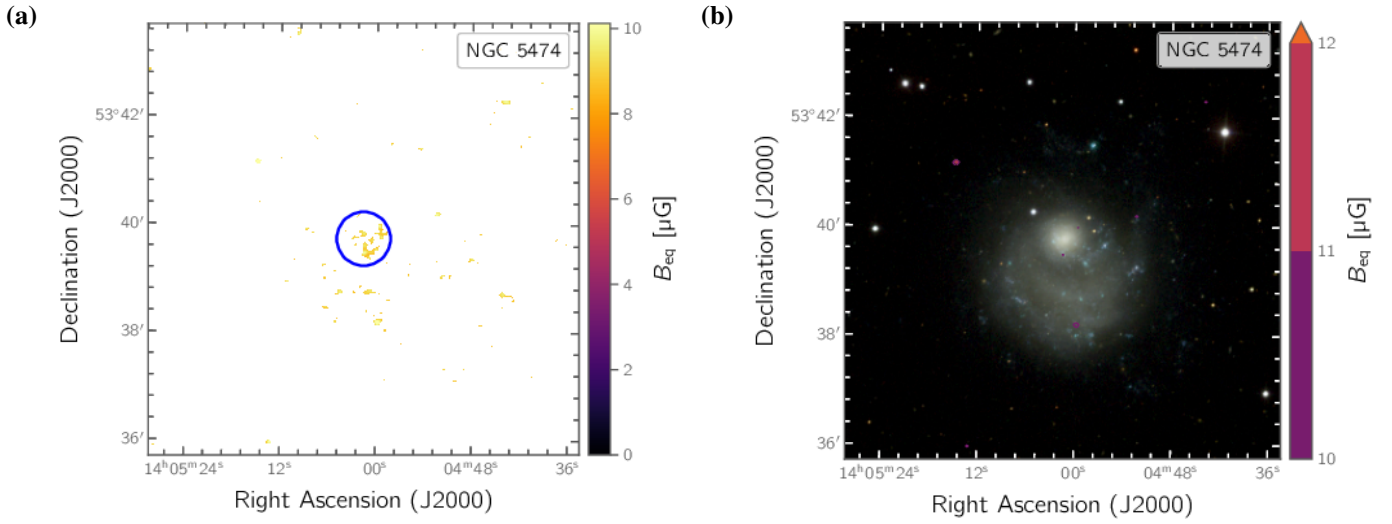 (a)
NGC 5474
53°42′
40′
38′
36′
Declination (J2000)
14ʰ05ᵐ24ˢ
12ˢ
00ˢ
04ᵐ48ˢ
36ˢ
Right Ascension (J2000)
10
8
6
4
2
0
B_eq [µG]
(b)
NGC 5474
53°42′
40′
38′
36′
Declination (J2000)
14ʰ05ᵐ24ˢ
12ˢ
00ˢ
04ᵐ48ˢ
36ˢ
Right Ascension (J2000)
12
11
10
B_eq [µG]